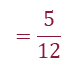 = 5/12